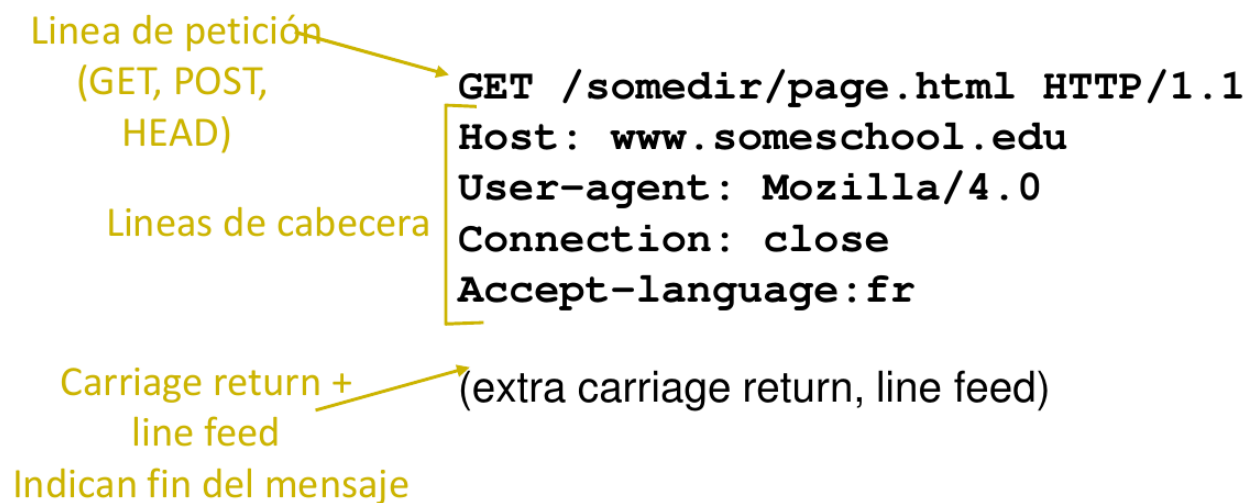 Linea de petición
(GET, POST,
HEAD)
GET /somedir/page.html HTTP/1.1
Host: www.someschool.edu
User-agent: Mozilla/4.0
Connection: close
Accept-language:fr
Lineas de cabecera
Carriage return +
line feed
Indican fin del mensaje
(extra carriage return, line feed)